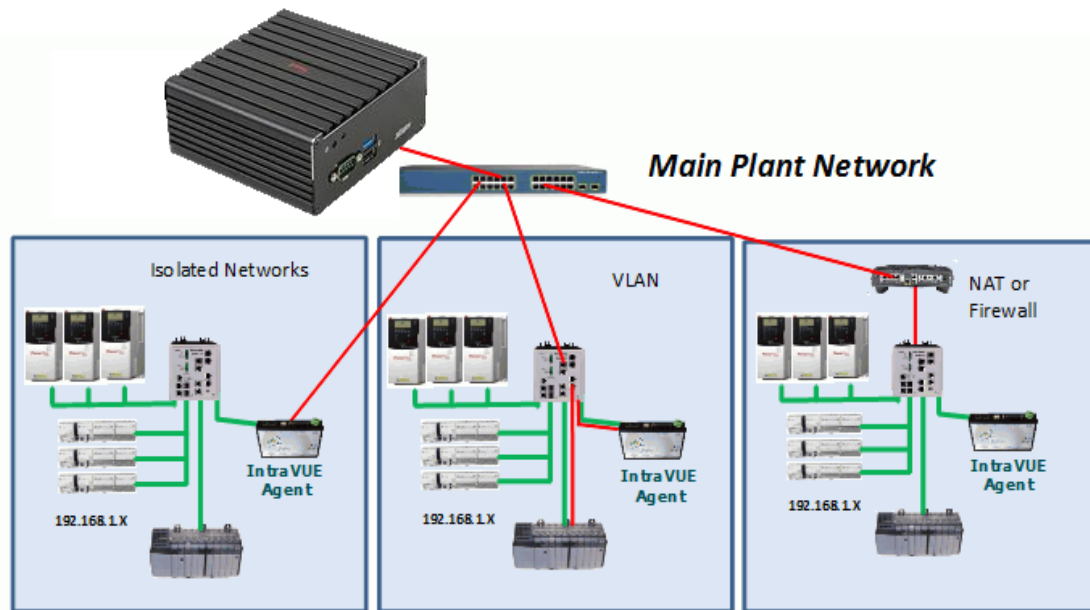 Main Plant Network
Isolated Networks
IntraVUE
Agent
192.168.1.X
VLAN
IntraVUE
Agent
192.168.1.X
NAT or
Firewall
IntraVUE
Agent
192.168.1.X